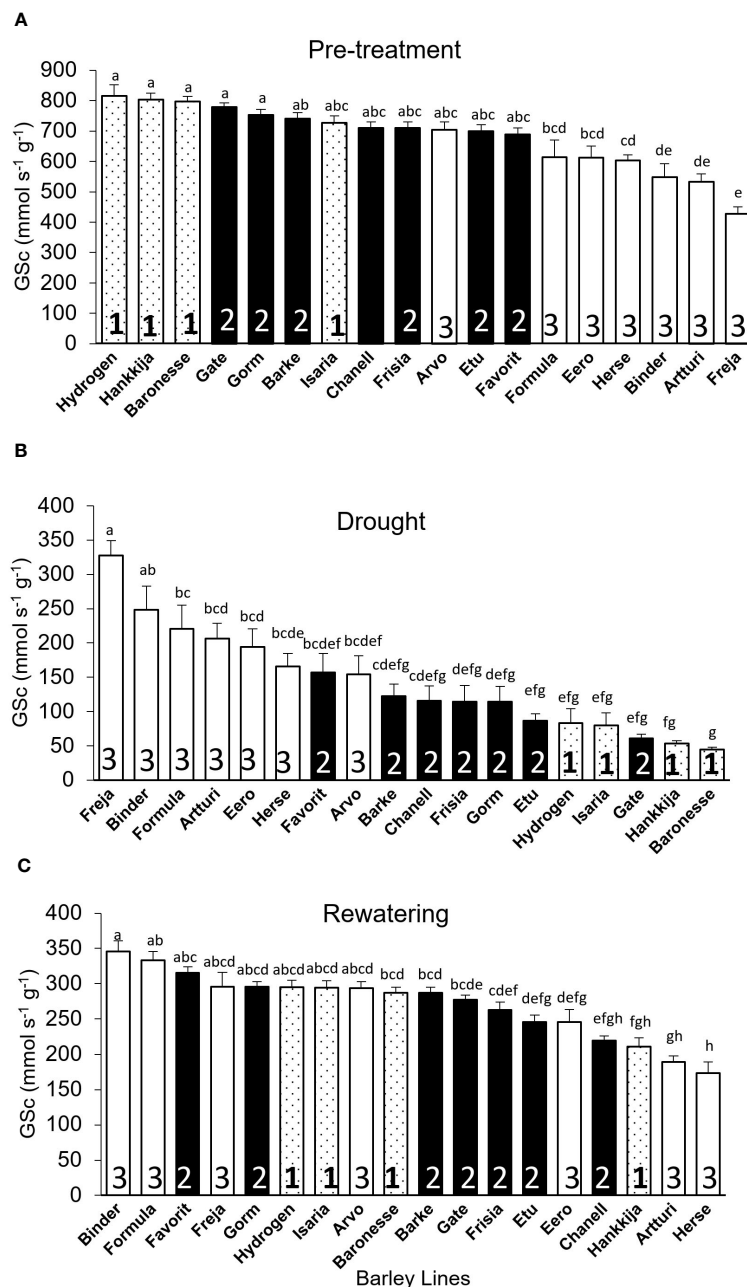 A
Pre-treatment
GSc (mmol s⁻¹ g⁻¹)
900
800
700
600
500
400
300
200
100
0
a a a a a ab abc abc abc abc abc abc bcd bcd cd de de e
1 1 1 2 2 2 1 2 3 2 2 3 3 3 3 3 3
Hydrogen Hankkija Baronesse Gate Gorm Barke Isaria Chanell Frisia Arvo Etu Favorit Formula Eero Herse Binder Artturi Freja
B
Drought
GSc (mmol s⁻¹ g⁻¹)
400
350
300
250
200
150
100
50
0
a ab bc bcd bcd bcde bcdef bcdef cdefg cdefg defg defg efg efg efg efg fg g
3 3 3 3 3 3 2 3 2 2 2 2 2 1 1 2 1 1
Freja Binder Formula Artturi Eero Herse Favorit Arvo Barke Chanell Frisia Gorm Etu Hydrogen Isaria Gate Hankkija Baronesse
C
Rewatering
GSc (mmol s⁻¹ g⁻¹)
400
350
300
250
200
150
100
50
0
a ab abc abcd abcd abcd abcd abcd bcd bcd bcde cdef defg defg efgh fgh gh h
3 3 2 3 2 1 1 3 1 2 2 2 2 3 2 1 3 3
Binder Formula Favorit Freja Gorm Hydrogen Isaria Arvo Baronesse Barke Gate Frisia Etu Eero Chanell Hankkija Artturi Herse
Barley Lines